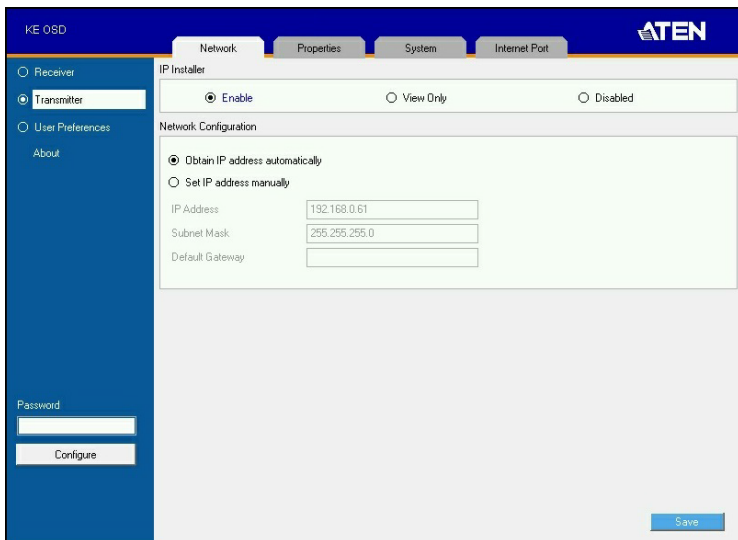 KE OSD
ATEN
Network Properties System Internet Port
Receiver
Transmitter
User Preferences
About
IP Installer
Enable View Only Disabled
Network Configuration
Obtain IP address automatically
Set IP address manually
IP Address 192.168.0.61
Subnet Mask 255.255.255.0
Default Gateway
Password
Configure
Save